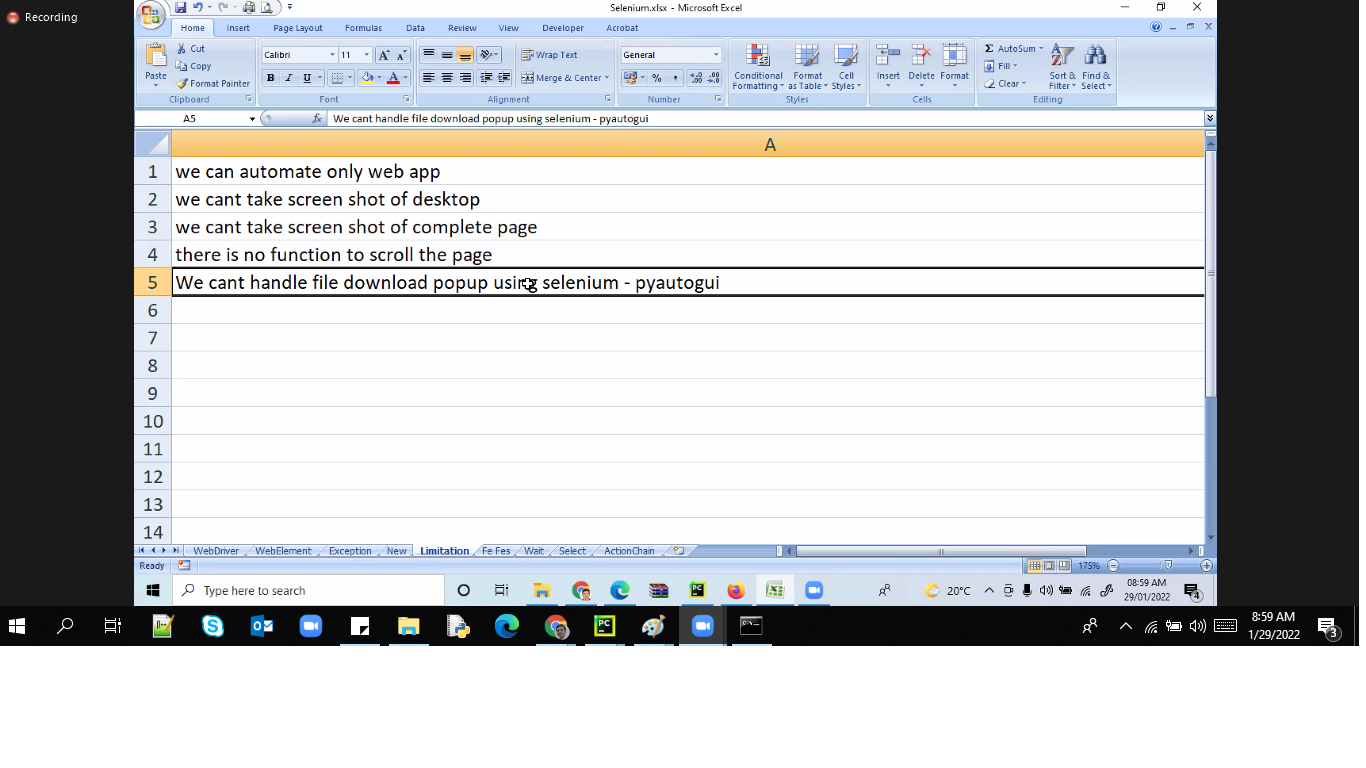 Recording
Selenium.xlsx - Microsoft Excel
Home Insert Page Layout Formulas Data Review View Developer Acrobat
Paste
Cut
Copy
Format Painter
Clipboard
Calibri 11
B I U
Font
Wrap Text
Merge & Center
Alignment
General
Number
Conditional Formatting
Format as Table
Cell Styles
Styles
Insert Delete Format
Cells
AutoSum
Fill
Clear
Sort & Filter
Find & Select
Editing
A5 fx We cant handle file download popup using selenium - pyautogui
A
1 we can automate only web app
2 we cant take screen shot of desktop
3 we cant take screen shot of complete page
4 there is no function to scroll the page
5 We cant handle file download popup using selenium - pyautogui
6
7
8
9
10
11
12
13
14
WebDriver WebElement Exception New Limitation Fe Fes Wait Select ActionChain
Ready 175%
Type here to search
20°C
08:59 AM
29/01/2022
4
8:59 AM
1/29/2022
3